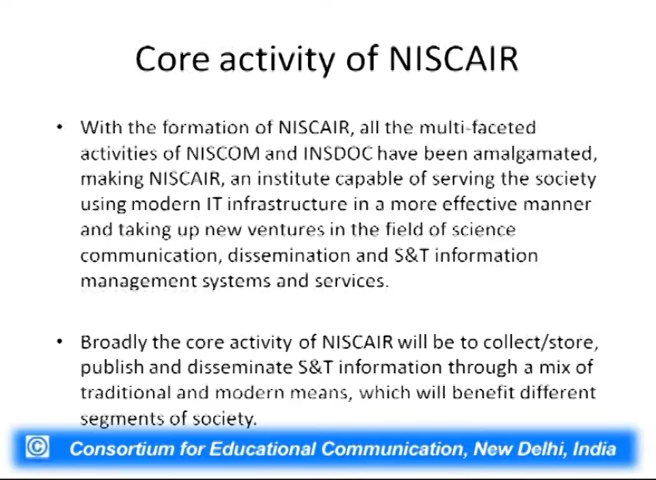 Core activity of NISCAIR
• With the formation of NISCAIR, all the multi-faceted
activities of NISCOM and INSDOC have been amalgamated,
making NISCAIR, an institute capable of serving the society
using modern IT infrastructure in a more effective manner
and taking up new ventures in the field of science
communication, dissemination and S&T information
management systems and services.
• Broadly the core activity of NISCAIR will be to collect/store,
publish and disseminate S&T information through a mix of
traditional and modern means, which will benefit different
segments of society.
© Consortium for Educational Communication, New Delhi, India